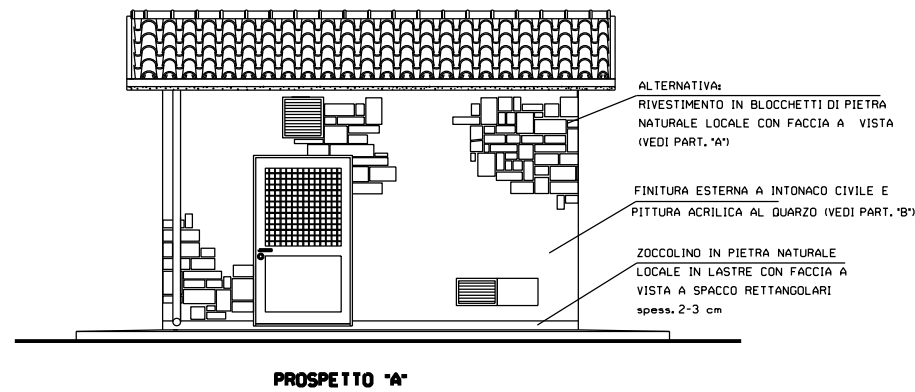 ALTERNATIVA:
RIVESTIMENTO IN BLOCCHETTI DI PIETRA
NATURALE LOCALE CON FACCIA A VISTA
(VEDI PART. "A")
FINITURA ESTERNA A INTONACO CIVILE E
PITTURA ACRILICA AL QUARZO (VEDI PART. "B")
ZOCCOLINO IN PIETRA NATURALE
LOCALE IN LASTRE CON FACCIA A
VISTA A SPACCO RETTANGOLARI
spess. 2-3 cm
PROSPETTO "A"